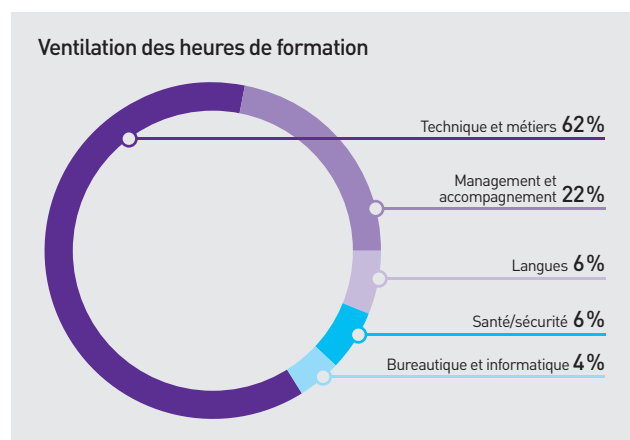 Ventilation des heures de formation
Technique et métiers 62%
Management et
accompagnement 22%
Langues 6%
Santé/sécurité 6%
Bureautique et informatique 4%